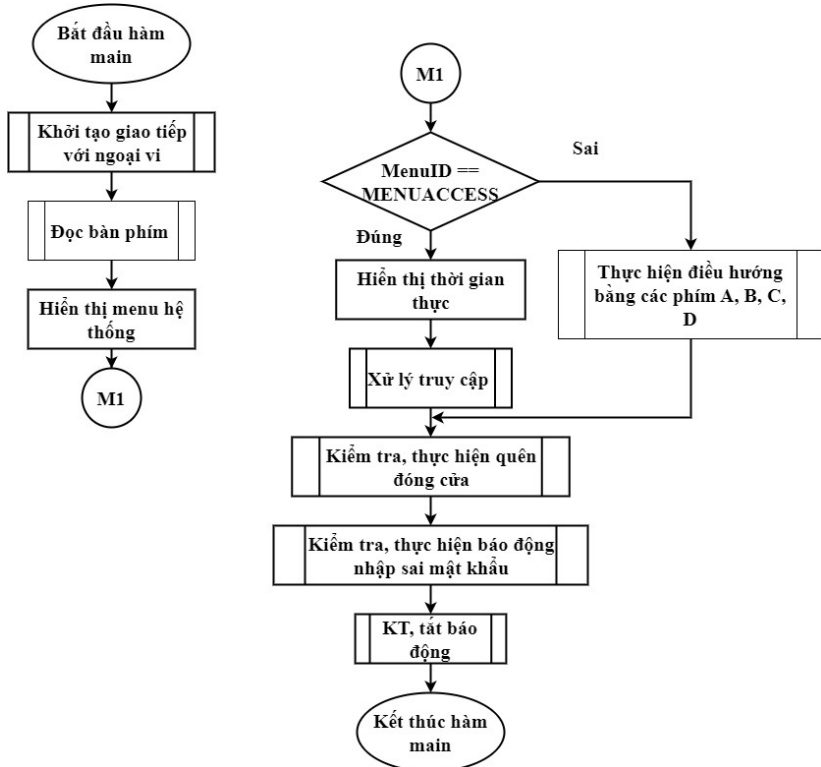 Bắt đầu hàm
main
Khởi tạo giao tiếp
với ngoại vi
Đọc bàn phím
Hiển thị menu hệ
thống
M1
M1
MenuID ==
MENUACCESS
Sai
Đúng
Hiển thị thời gian
thực
Thực hiện điều hướng
bằng các phím A, B, C,
D
Xử lý truy cập
Kiểm tra, thực hiện quên
đóng cửa
Kiểm tra, thực hiện báo động
nhập sai mật khẩu
KT, tắt báo
động
Kết thúc hàm
main